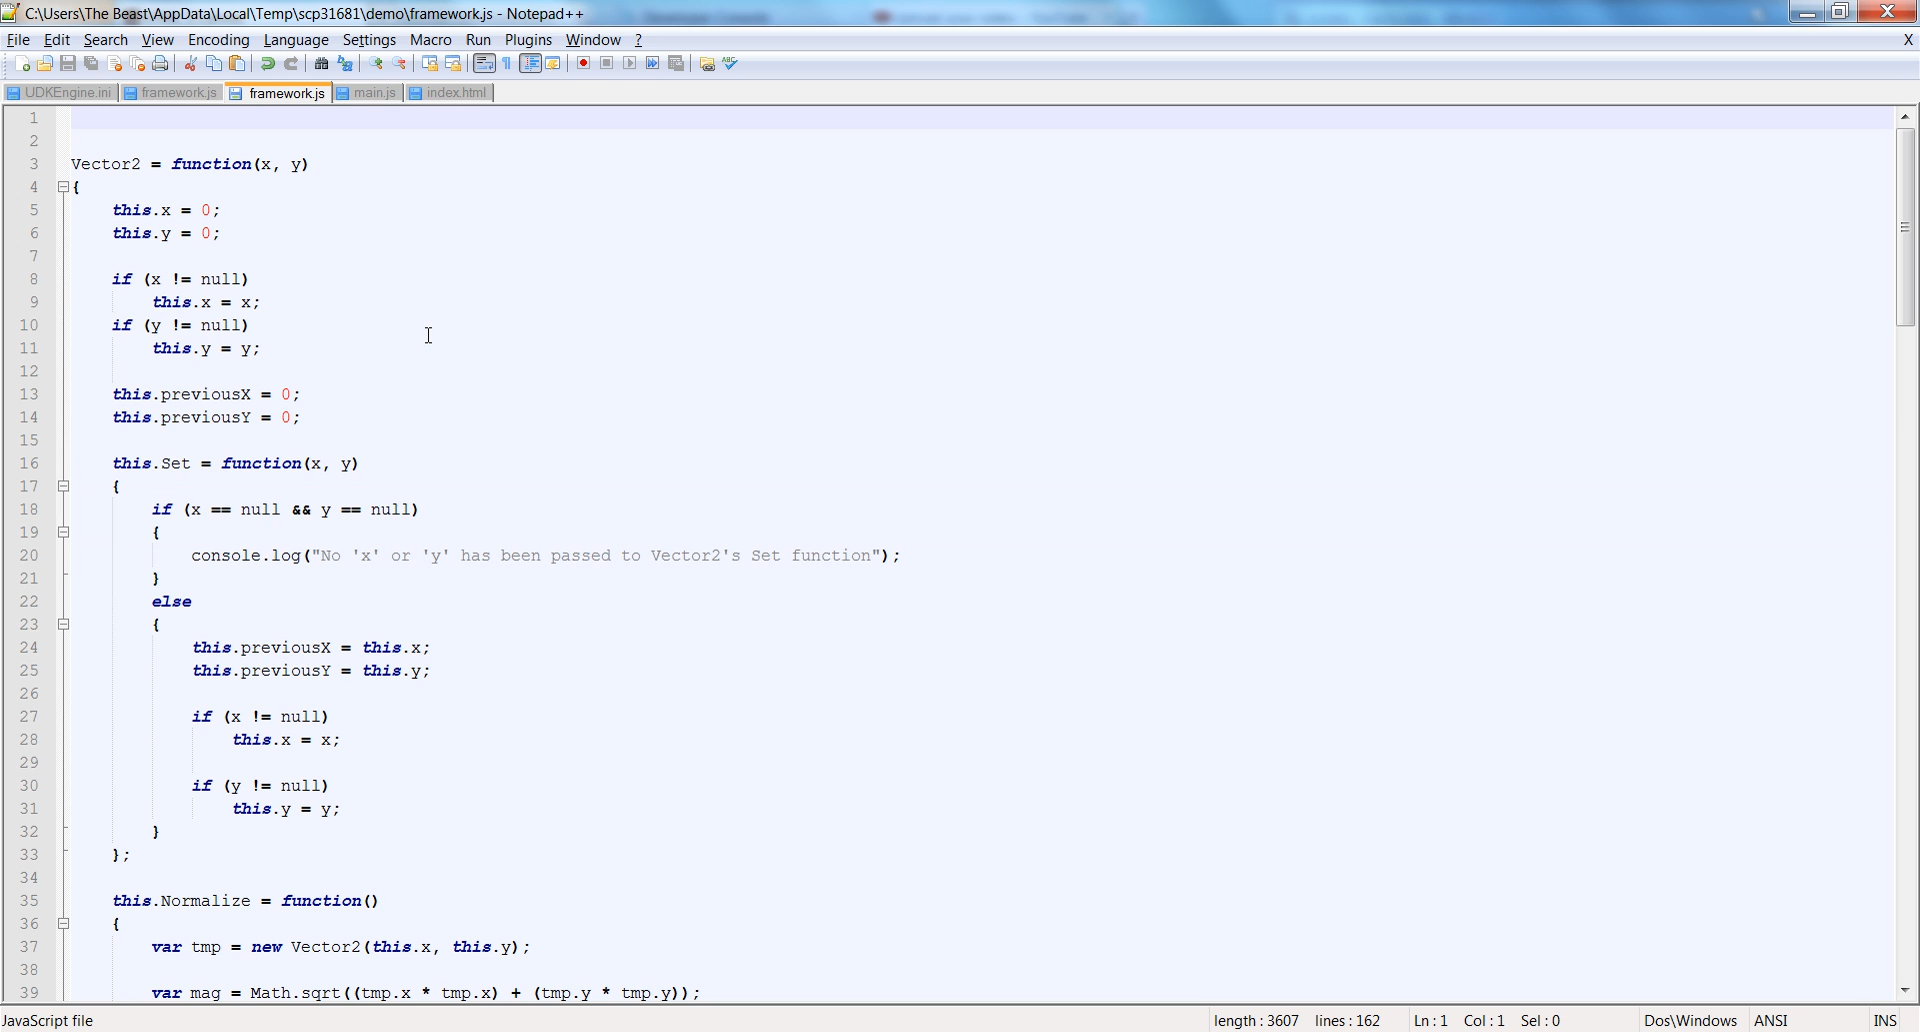 C:\Users\The Beast\AppData\Local\Temp\scp31681\demo\framework.js - Notepad++
File Edit Search View Encoding Language Settings Macro Run Plugins Window ?
X
UDKEngine.ini framework.js framework.js main.js index.html
1
2
3 Vector2 = function(x, y)
4 {
5 this.x = 0;
6 this.y = 0;
7
8 if (x != null)
9 this.x = x;
10 if (y != null)
11 this.y = y;
12
13 this.previousX = 0;
14 this.previousY = 0;
15
16 this.Set = function(x, y)
17 {
18 if (x == null && y == null)
19 {
20 console.log("No 'x' or 'y' has been passed to Vector2's Set function");
21 }
22 else
23 {
24 this.previousX = this.x;
25 this.previousY = this.y;
26
27 if (x != null)
28 this.x = x;
29
30 if (y != null)
31 this.y = y;
32 }
33 };
34
35 this.Normalize = function()
36 {
37 var tmp = new Vector2(this.x, this.y);
38
39 var mag = Math.sqrt((tmp.x * tmp.x) + (tmp.y * tmp.y));
JavaScript file length : 3607 lines : 162 Ln : 1 Col : 1 Sel : 0 Dos\Windows ANSI INS